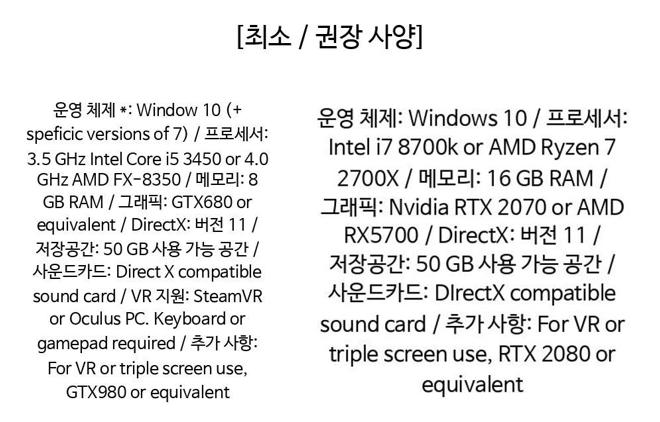 [최소 / 권장 사양]
운영 체제 *: Window 10 (+
speficic versions of 7) / 프로세서:
3.5 GHz Intel Core i5 3450 or 4.0
GHz AMD FX-8350 / 메모리: 8
GB RAM / 그래픽: GTX680 or
equivalent / DirectX: 버전 11 /
저장공간: 50 GB 사용 가능 공간 /
사운드카드: Direct X compatible
sound card / VR 지원: SteamVR
or Oculus PC. Keyboard or
gamepad required / 추가 사항:
For VR or triple screen use,
GTX980 or equivalent
운영 체제: Windows 10 / 프로세서:
Intel i7 8700k or AMD Ryzen 7
2700X / 메모리: 16 GB RAM /
그래픽: Nvidia RTX 2070 or AMD
RX5700 / DirectX: 버전 11 /
저장공간: 50 GB 사용 가능 공간 /
사운드카드: DIrectX compatible
sound card / 추가 사항: For VR or
triple screen use, RTX 2080 or
equivalent